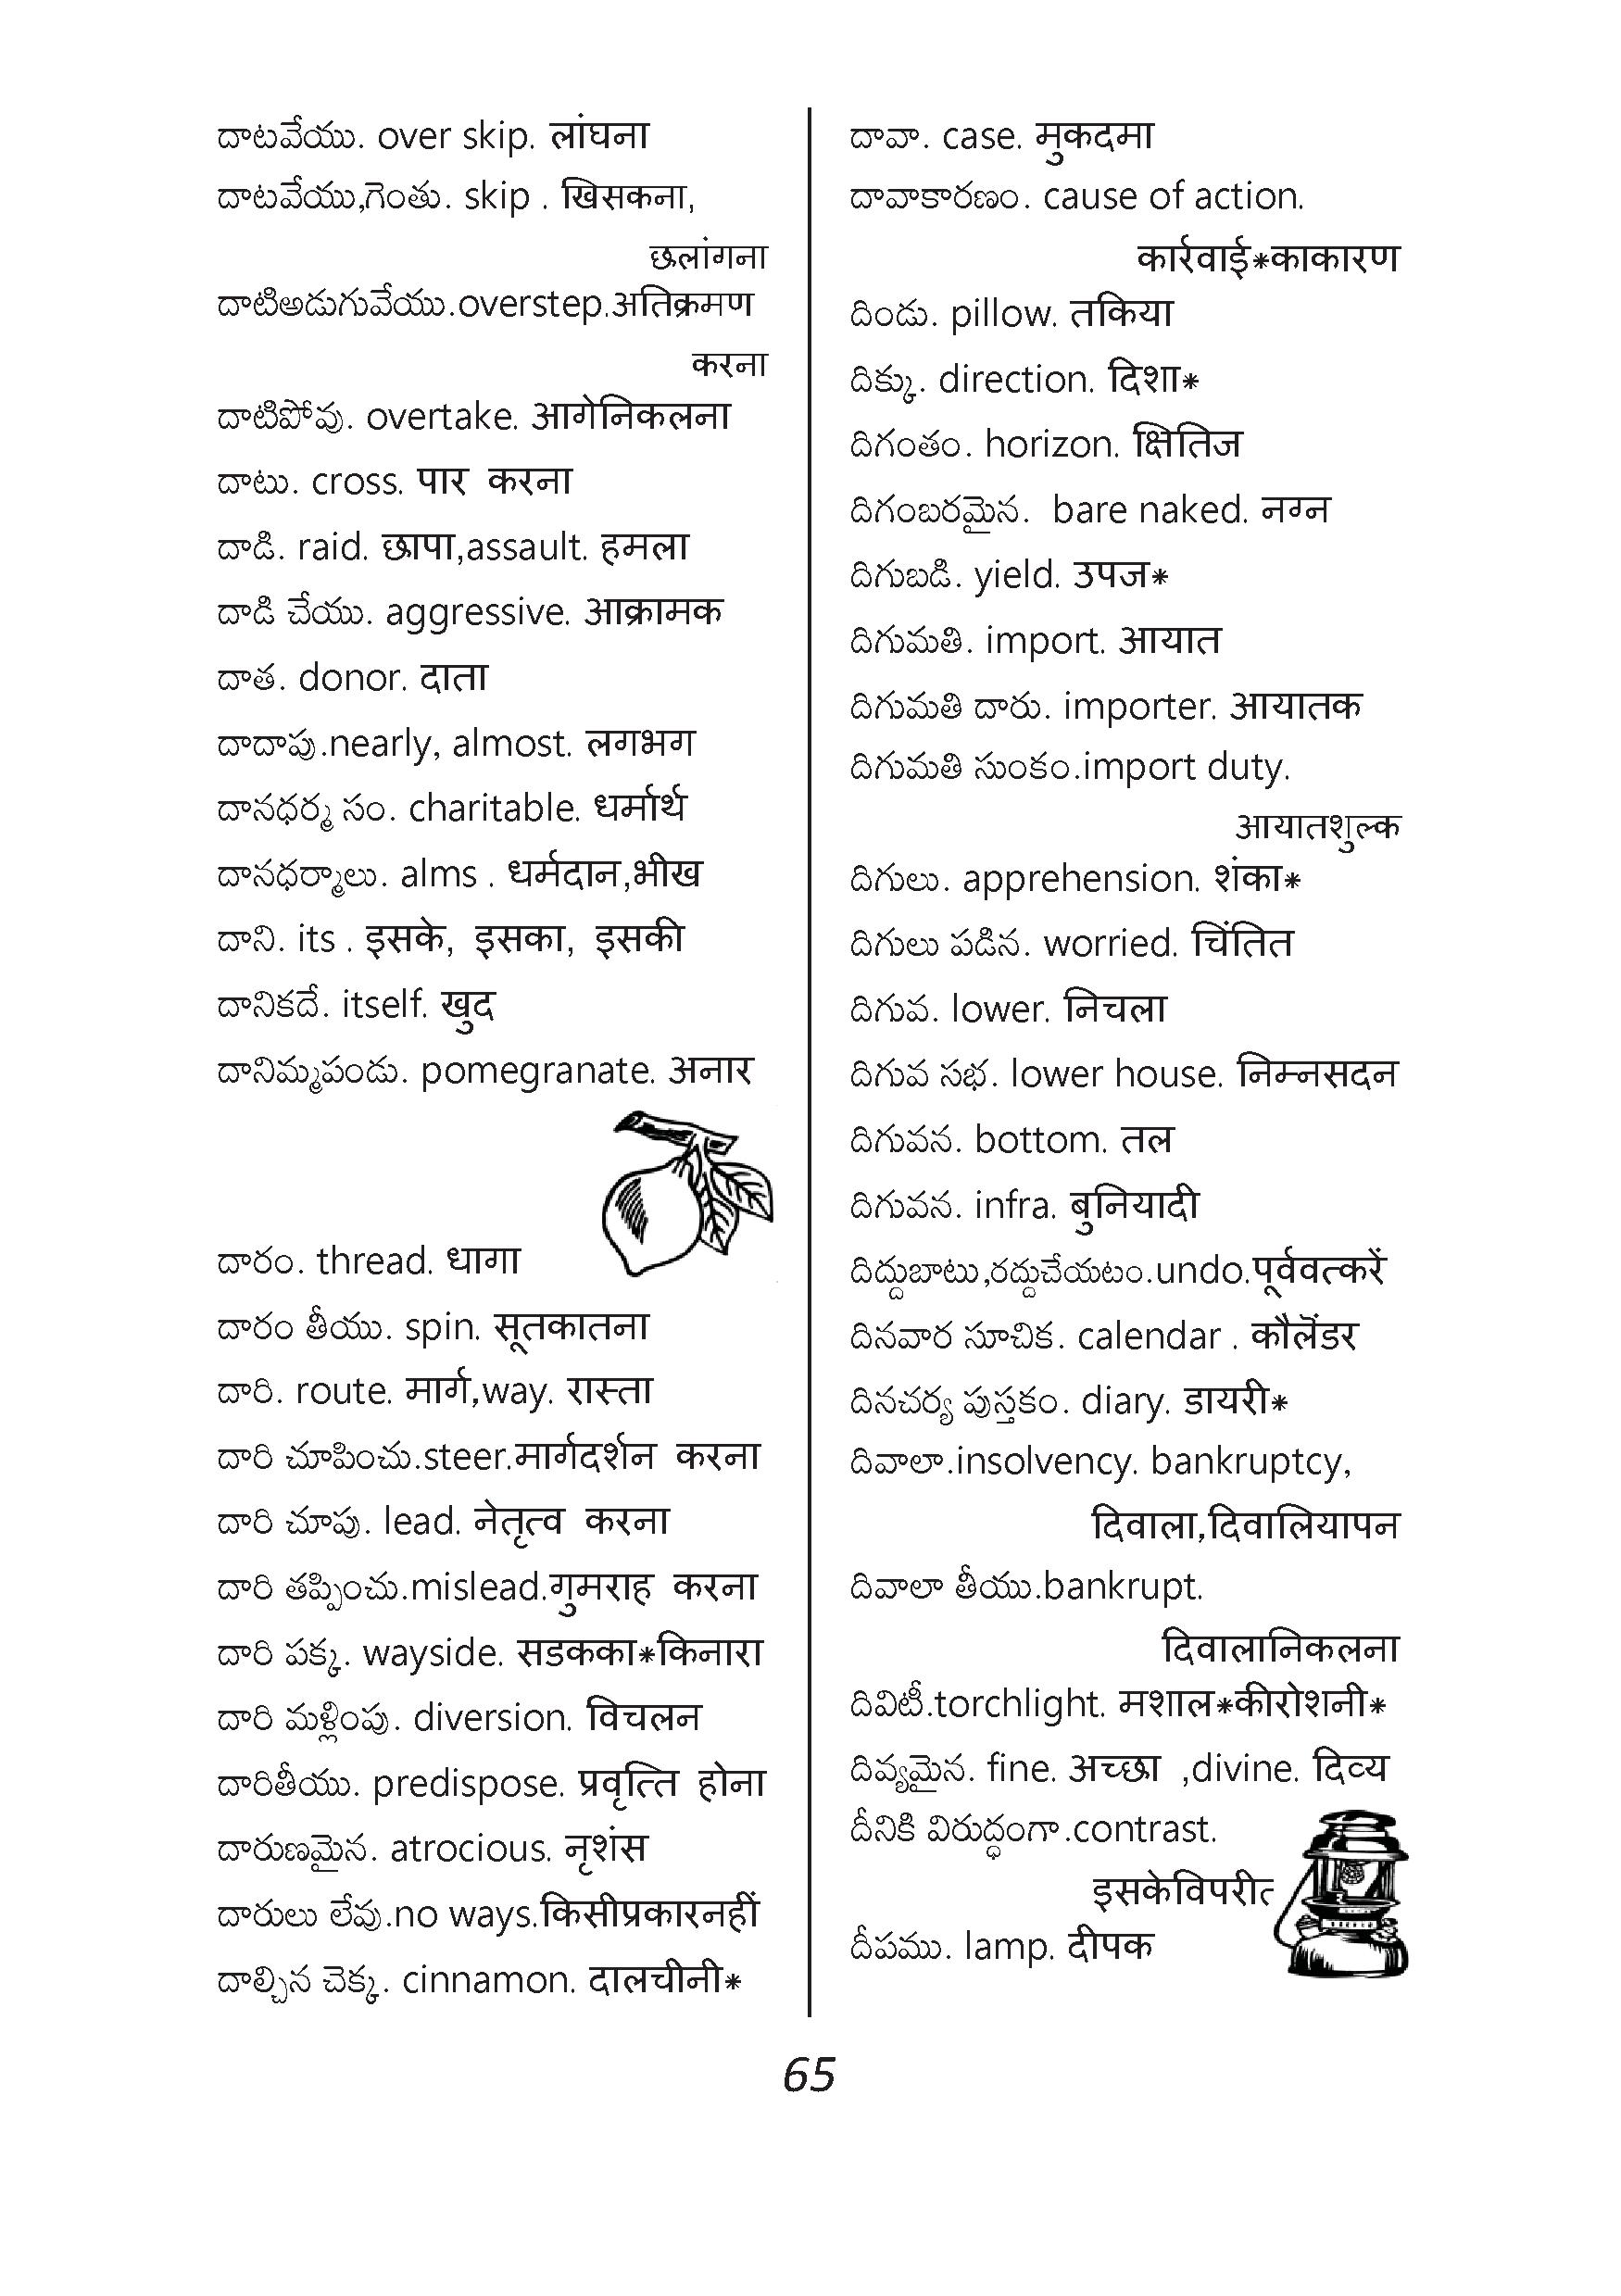 దాటవేయు. over skip. लांघना
దాటవేయు,గెంతు. skip . खिसकना,
छलांगना
దాటిఅడుగువేయు.overstep.अतिक्रमण
करना
దాటిపోవు. overtake. आगेनिकलना
దాటు. cross. पार करना
దాడి. raid. छापा,assault. हमला
దాడి చేయు. aggressive. आक्रामक
దాత. donor. दाता
దాదాపు.nearly, almost. लगभग
దానధర్మ సం. charitable. धर्मार्थ
దానధర్మాలు. alms . धर्मदान,भीख
దాని. its . इसके, इसका, इसकी
దానికదే. itself. खुद
దానిమ్మపండు. pomegranate. अनार
దారం. thread. धागा
దారం తీయు. spin. सूतकातना
దారి. route. मार्ग,way. रास्ता
దారి చూపించు.steer.मार्गदर्शन करना
దారి చూపు. lead. नेतृत्व करना
దారి తప్పించు.mislead.गुमराह करना
దారి పక్క. wayside. सडकका*किनारा
దారి మళ్లింపు. diversion. विचलन
దారితీయు. predispose. प्रवृत्ति होना
దారుణమైన. atrocious. नृशंस
దారులు లేవు.no ways.किसीप्रकारनहीं
దాల్చిన చెక్క. cinnamon. दालचीनी*
దావా. case. मुकदमा
దావాకారణం. cause of action.
कार्रवाई*काकारण
దిండు. pillow. तकिया
దిక్కు. direction. दिशा*
దిగంతం. horizon. क्षितिज
దిగంబరమైన. bare naked. नग्न
దిగుబడి. yield. उपज*
దిగుమతి. import. आयात
దిగుమతి దారు. importer. आयातक
దిగుమతి సుంకం.import duty.
आयातशुल्क
దిగులు. apprehension. शंका*
దిగులు పడిన. worried. चिंतित
దిగువ. lower. निचला
దిగువ సభ. lower house. निम्नसदन
దిగువన. bottom. तल
దిగువన. infra. बुनियादी
దిద్దుబాటు,రద్దుచేయటం.undo.पूर्ववत्करें
దినవార సూచిక. calendar . कौलेंडर
దినచర్య పుస్తకం. diary. डायरी*
దివాలా.insolvency. bankruptcy,
दिवाला,दिवालियापन
దివాలా తీయు.bankrupt.
दिवालानिकलना
దివిటీ.torchlight. मशाल*कीरोशनी*
దివ్యమైన. fine. अच्छा ,divine. दिव्य
దీనికి విరుద్ధంగా.contrast.
इसकेविपरीत
దీపము. lamp. दीपक
65